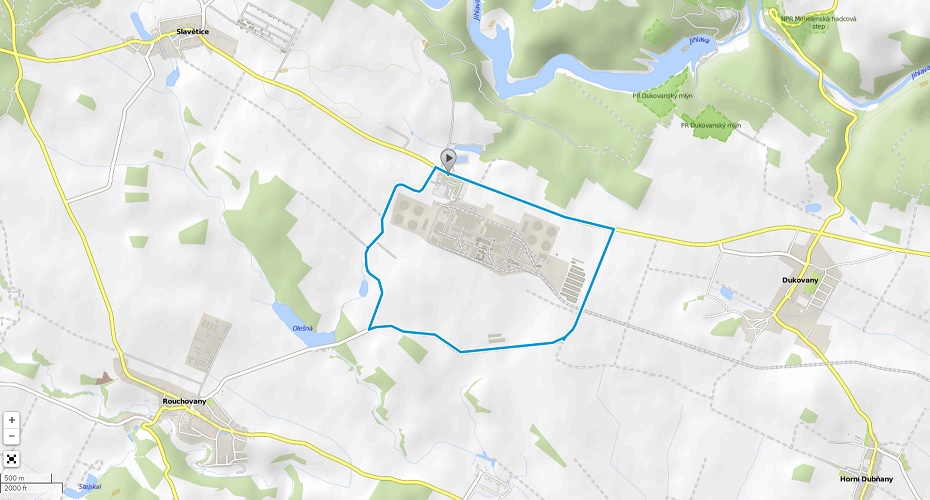 Slavětice
Jihlava
Jihlava
NPR Mohelenská hadcová
step
Jihlava
PR Dukovanský mlýn
PR Dukovanský mlýn
Dukovany
Olešná
Rouchovany
+
−
500 m
2000 ft
Stejskal
Horní Dubňany